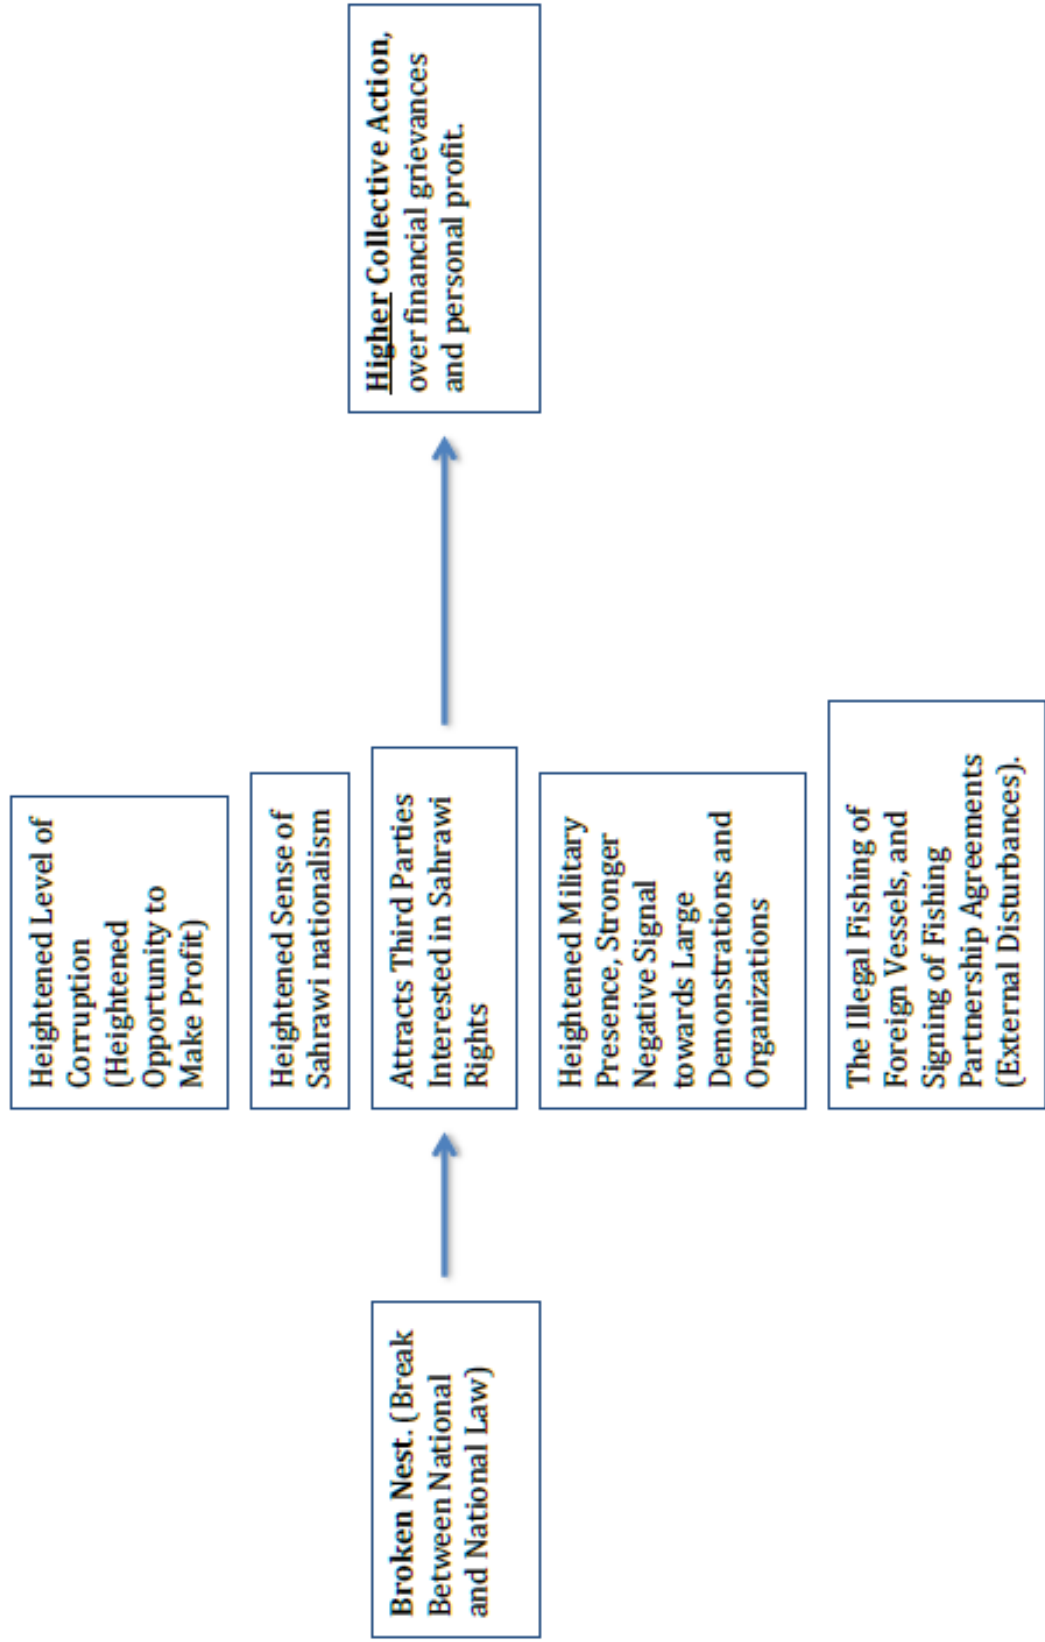 Broken Nest. (Break
Between National
and National Law)
Heightened Level of
Corruption
(Heightened
Opportunity to
Make Profit)
Heightened Sense of
Sahrawi nationalism
Attracts Third Parties
Interested in Sahrawi
Rights
Heightened Military
Presence, Stronger
Negative Signal
towards Large
Demonstrations and
Organizations
The Illegal Fishing of
Foreign Vessels, and
Signing of Fishing
Partnership Agreements
(External Disturbances).
Higher Collective Action,
over financial grievances
and personal profit.